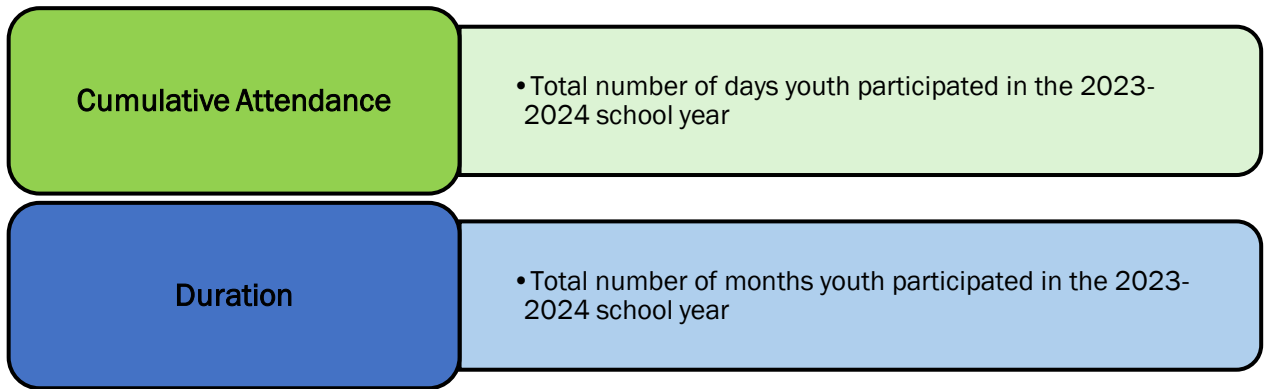 Cumulative Attendance
•Total number of days youth participated in the 2023-
2024 school year
Duration
•Total number of months youth participated in the 2023-
2024 school year